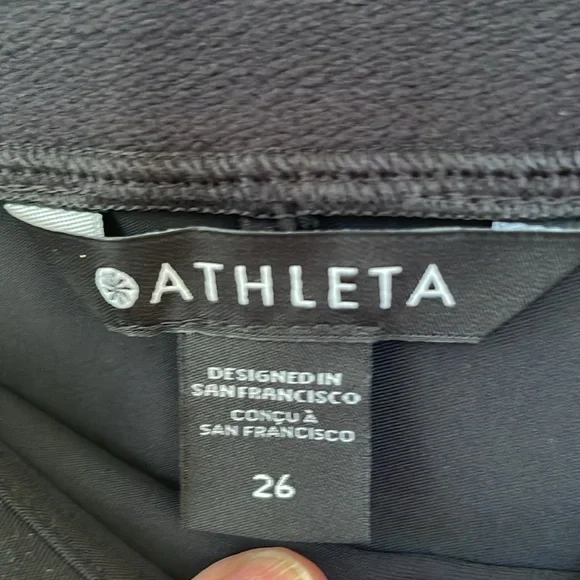 ATHLETA
DESIGNED IN
SAN FRANCISCO
CONÇU À
SAN FRANCISCO
26